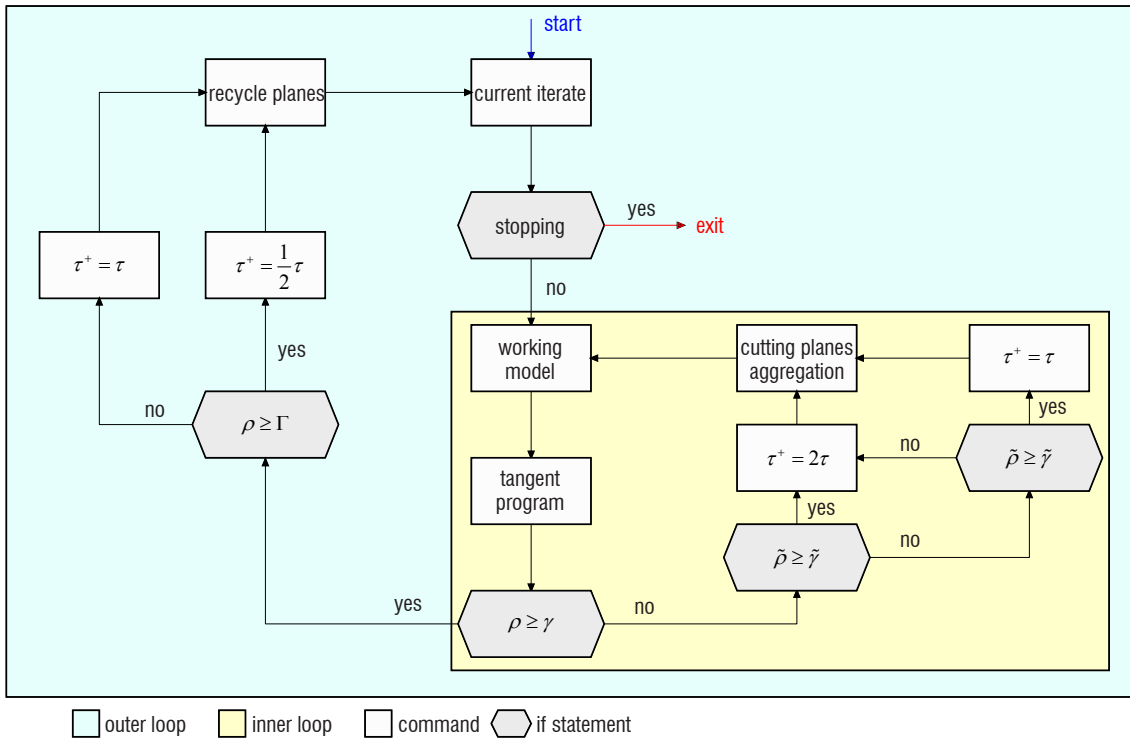 start
recycle planes
current iterate
stopping
yes
exit
no
τ⁺ = τ
τ⁺ = 1/2 τ
yes
no
ρ ≥ Γ
working
model
cutting planes
aggregation
τ⁺ = τ
yes
no
τ⁺ = 2τ
ρ̃ ≥ γ̃
tangent
program
yes
ρ̃ ≥ γ̃
no
yes
ρ ≥ γ
no
outer loop
inner loop
command
if statement